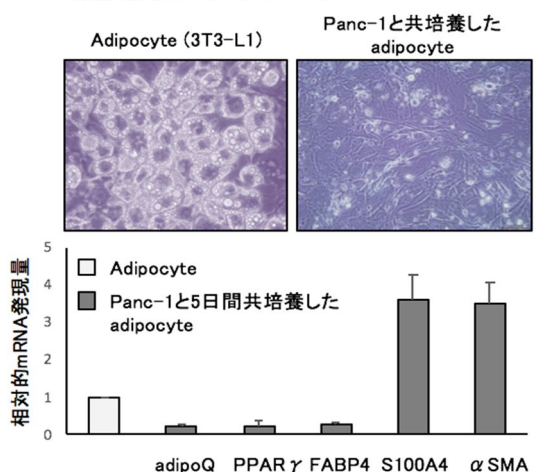 Adipocyte (3T3-L1)
Panc-1と共培養した
adipocyte
相対的mRNA発現量
5
4
3
2
1
0
Adipocyte
Panc-1と5日間共培養した
adipocyte
adipoQ PPARγ FABP4 S100A4 αSMA